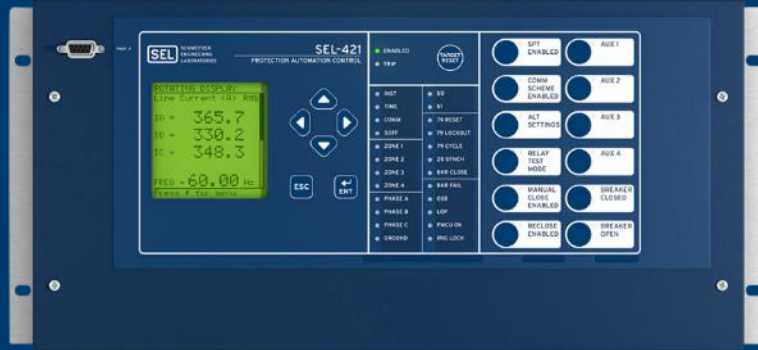 PORT F
SEL
SCHWEITZER
ENGINEERING
LABORATORIES
SEL-421
PROTECTION AUTOMATION CONTROL
ROTATING DISPLAY
Line Current (A) RMS
IA = 365.7
IB = 330.2
IC = 348.3
FREQ = 60.00 Hz
ESC
ENT
ENABLED
TRIP
TARGET
RESET
INST
TIME
COMM
SOTF
ZONE 1
ZONE 2
ZONE 3
ZONE 4
PHASE A
PHASE B
PHASE C
GROUND
50
51
79 RESET
79 LOCKOUT
79 CYCLE
25 SYNCH
BKR CLOSE
BKR FAIL
OSB
LOP
PMCU OK
IRIG LOCK
SPT
ENABLED
COMM
SCHEME
ENABLED
ALT
SETTINGS
RELAY
TEST
MODE
MANUAL
CLOSE
ENABLED
RECLOSE
ENABLED
AUX 1
AUX 2
AUX 3
AUX 4
BREAKER
CLOSED
BREAKER
OPEN